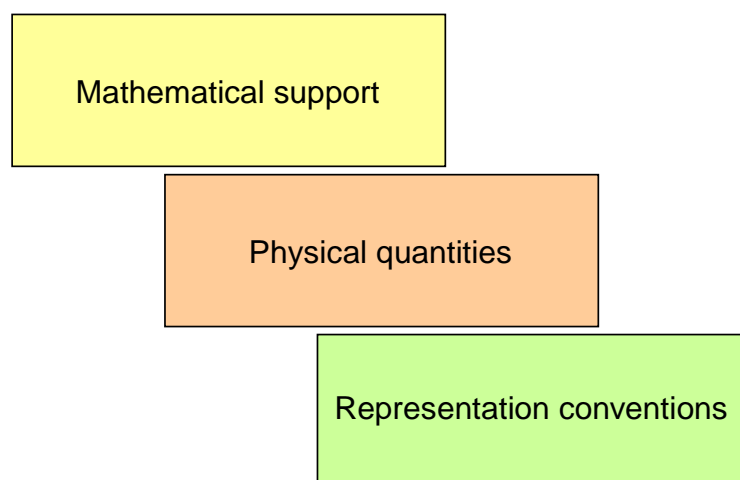 Mathematical support
Physical quantities
Representation conventions